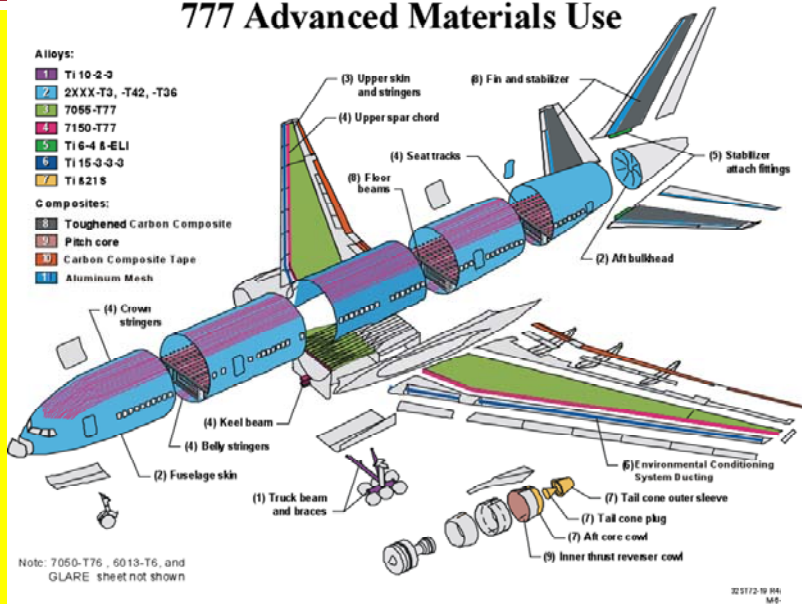 777 Advanced Materials Use
Alloys:
1 Ti 10-2-3
2 2XXX-T3, -T42, -T36
3 7055-T77
4 7150-T77
5 Ti 6-4 &-ELI
6 Ti 15-3-3-3
7 Ti β21S
Composites:
8 Toughened Carbon Composite
9 Pitch core
10 Carbon Composite Tape
1 Aluminum Mesh
(3) Upper skin
and stringers
(4) Upper spar chord
(8) Fin and stabilizer
(4) Seat tracks
(8) Floor
beams
(5) Stabilizer
attach fittings
(2) Aft bulkhead
(4) Crown
stringers
(4) Keel beam
(4) Belly stringers
(2) Fuselage skin
(1) Truck beam
and braces
(6)Environmental Conditioning
System Ducting
(7) Tail cone outer sleeve
(7) Tail cone plug
(7) Aft core cowl
(9) Inner thrust reverser cowl
Note: 7050-T76 , 6013-T6, and
GLARE sheet not shown